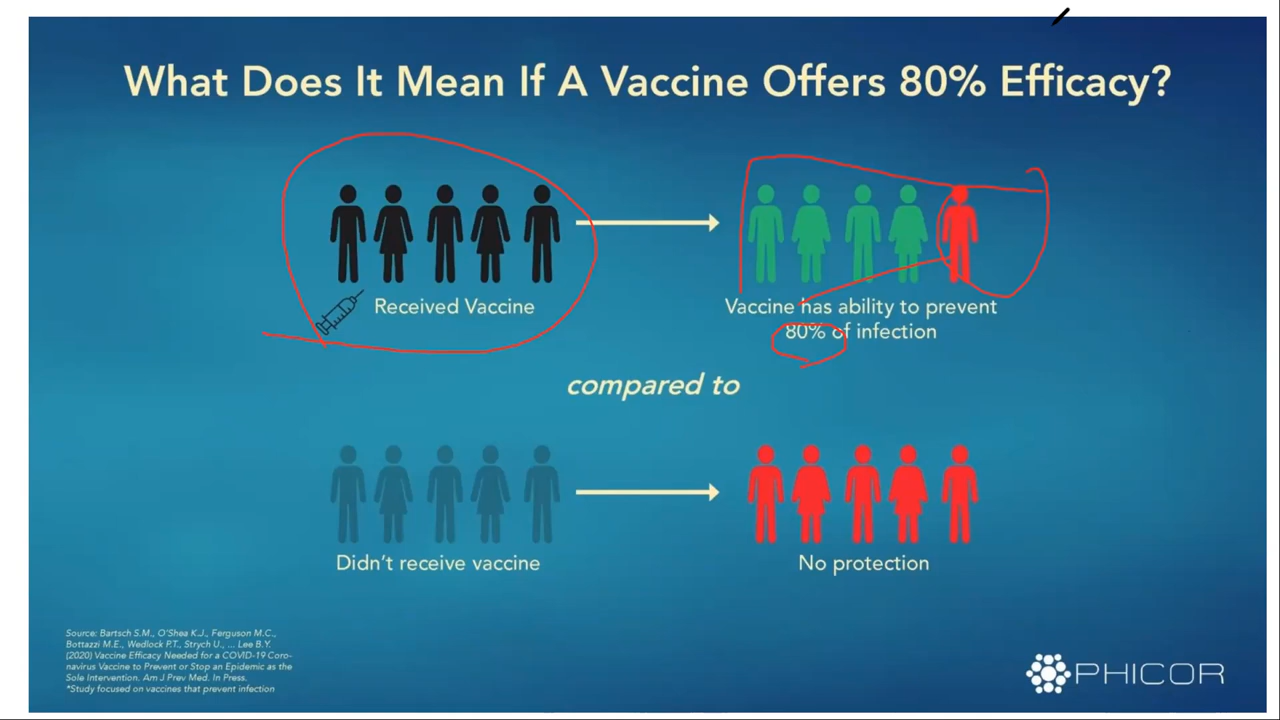 What Does It Mean If A Vaccine Offers 80% Efficacy?
Received Vaccine
Vaccine has ability to prevent
80% of infection
compared to
Didn't receive vaccine
No protection
Source: Bartsch S.M., O'Shea K.J., Ferguson M.C.,
Bottazzi M.E., Wedlock P.T., Strych U., ... Lee B.Y.
(2020) Vaccine Efficacy Needed for a COVID-19 Coro-
navirus Vaccine to Prevent or Stop an Epidemic as the
Sole Intervention. Am J Prev Med. In Press.
*Study focused on vaccines that prevent infection
PHICOR